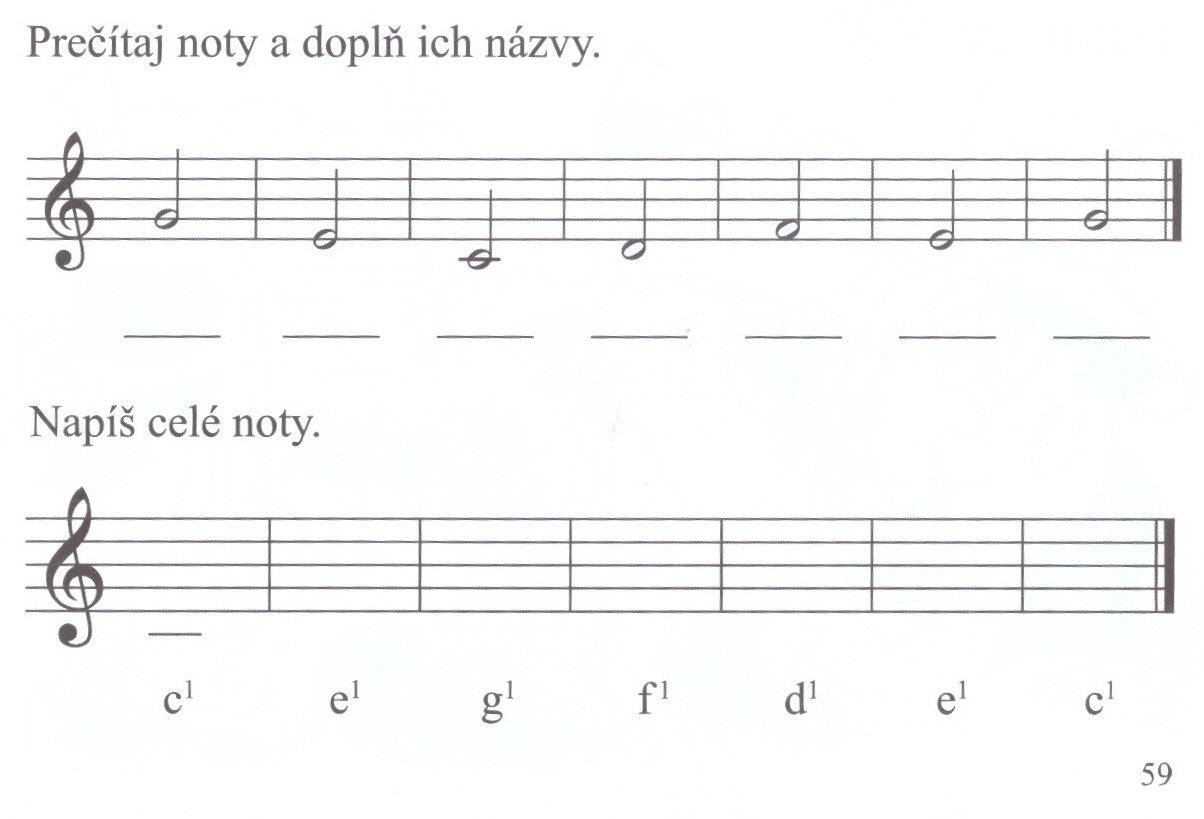 Prečítaj noty a doplň ich názvy.
Napíš celé noty.
c¹ e¹ g¹ f¹ d¹ e¹ c¹
59